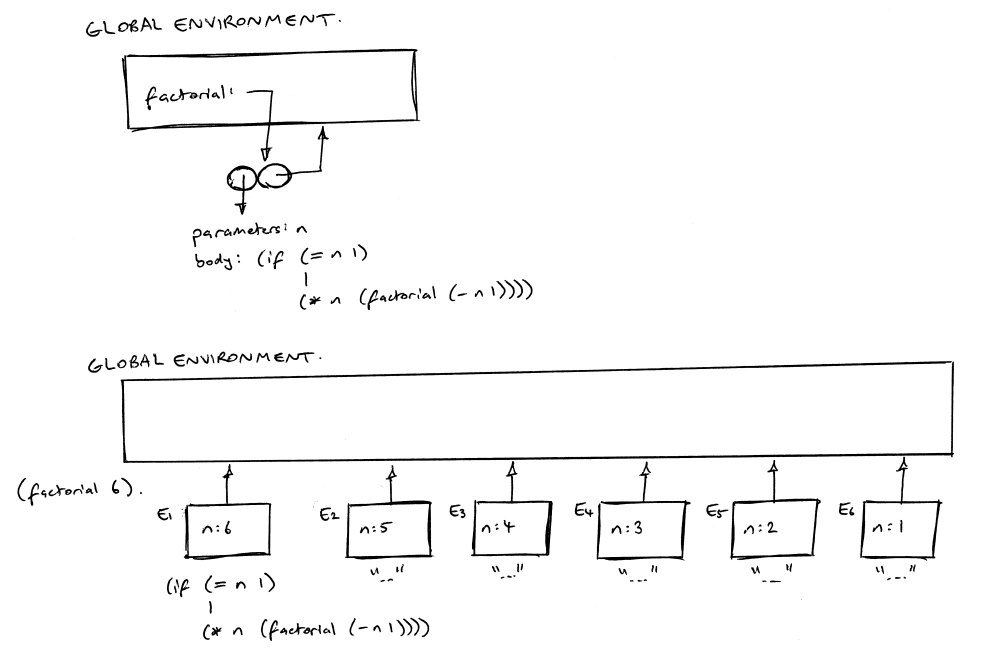 GLOBAL ENVIRONMENT.
factorial:
parameters: n
body: (if (= n 1)
1
(* n (factorial (- n 1))))
GLOBAL ENVIRONMENT.
(factorial 6).
E1 n:6 E2 n:5 E3 n:4 E4 n:3 E5 n:2 E6 n:1
"---" "---" "---" "---" "---"
(if (= n 1)
1
(* n (factorial (- n 1))))